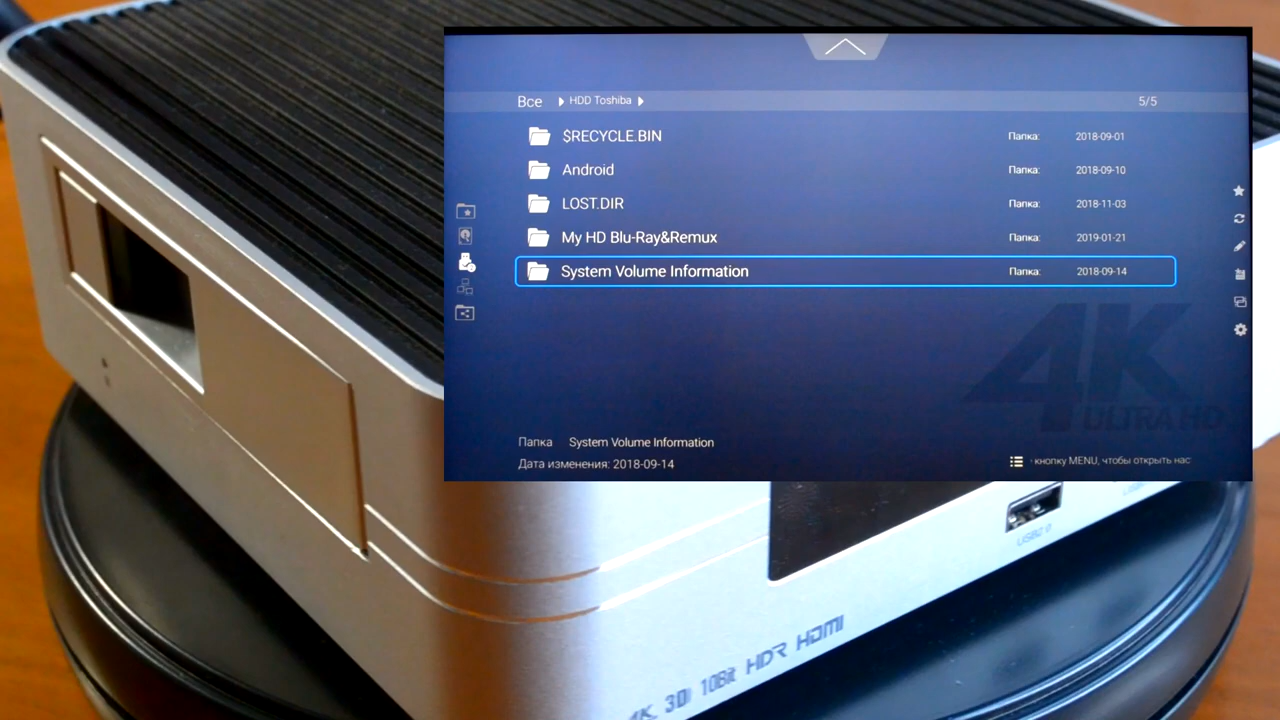 Все HDD Toshiba 5/5
$RECYCLE.BIN Папка: 2018-09-01
Android Папка: 2018-09-10
LOST.DIR Папка: 2018-11-03
My HD Blu-Ray&Remux Папка: 2019-01-21
System Volume Information Папка: 2018-09-14
4K
ULTRA HD
Папка System Volume Information
Дата изменения: 2018-09-14
кнопку MENU, чтобы открыть нас
USB2.0
4K 3D 10Bit HDR HDMI